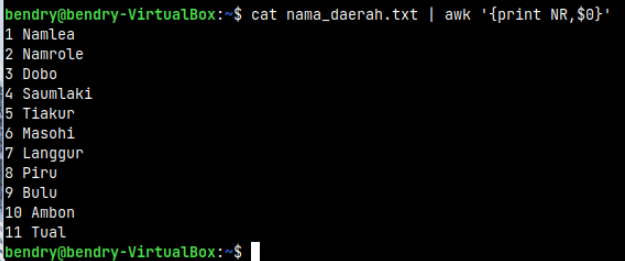 bendry@bendry-VirtualBox:~$ cat nama_daerah.txt | awk '{print NR,$0}'
1 Namlea
2 Namrole
3 Dobo
4 Saumlaki
5 Tiakur
6 Masohi
7 Langgur
8 Piru
9 Bulu
10 Ambon
11 Tual
bendry@bendry-VirtualBox:~$